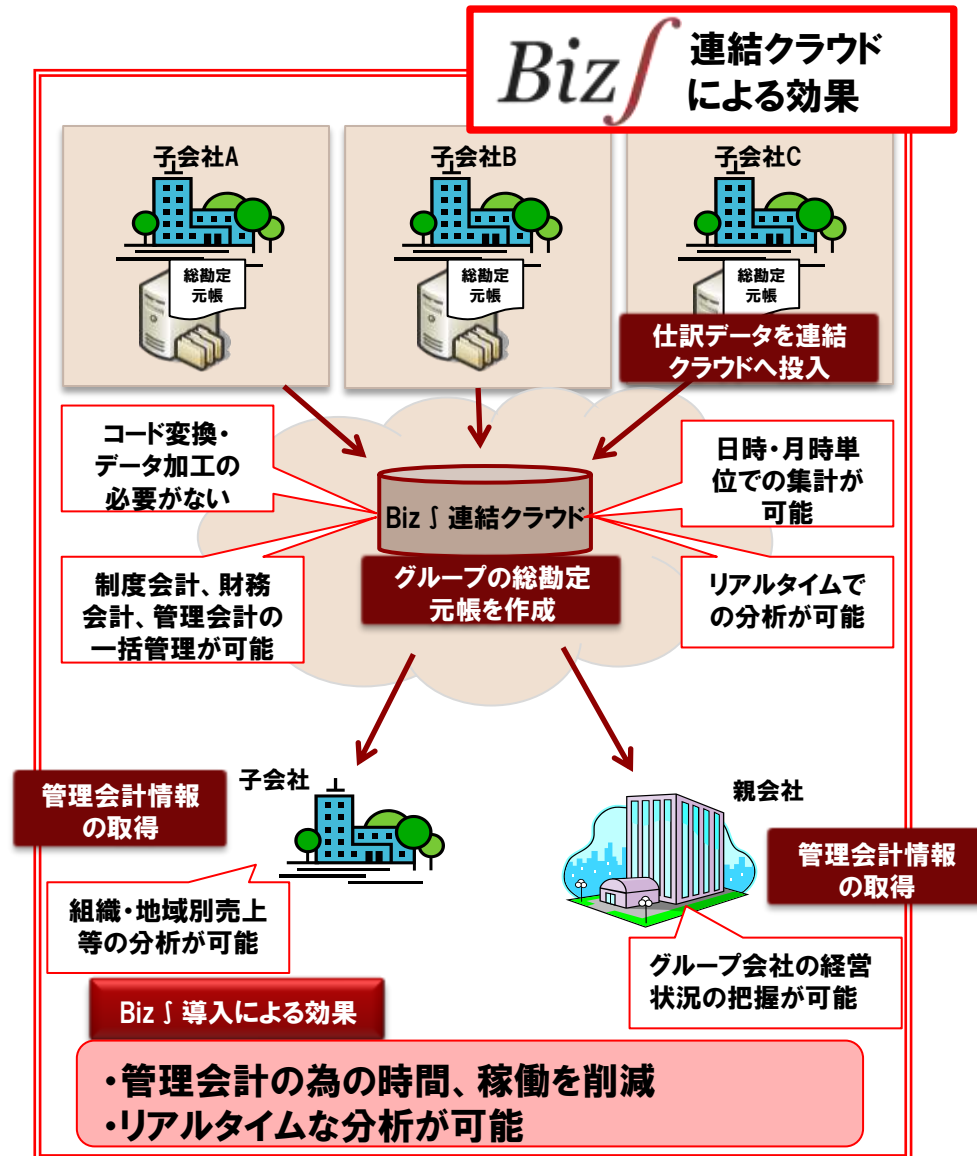 Biz∫ 連結クラウド
による効果
子会社A
子会社B
子会社C
総勘定
元帳
総勘定
元帳
総勘定
元帳
仕訳データを連結
クラウドへ投入
コード変換・
データ加工の
必要がない
日時・月時単
位での集計が
可能
Biz ∫ 連結クラウド
グループの総勘定
元帳を作成
制度会計、財務
会計、管理会計の
一括管理が可能
リアルタイムで
の分析が可能
子会社
親会社
管理会計情報
の取得
管理会計情報
の取得
組織・地域別売上
等の分析が可能
グループ会社の経営
状況の把握が可能
Biz ∫ 導入による効果
・管理会計の為の時間、稼働を削減
・リアルタイムな分析が可能